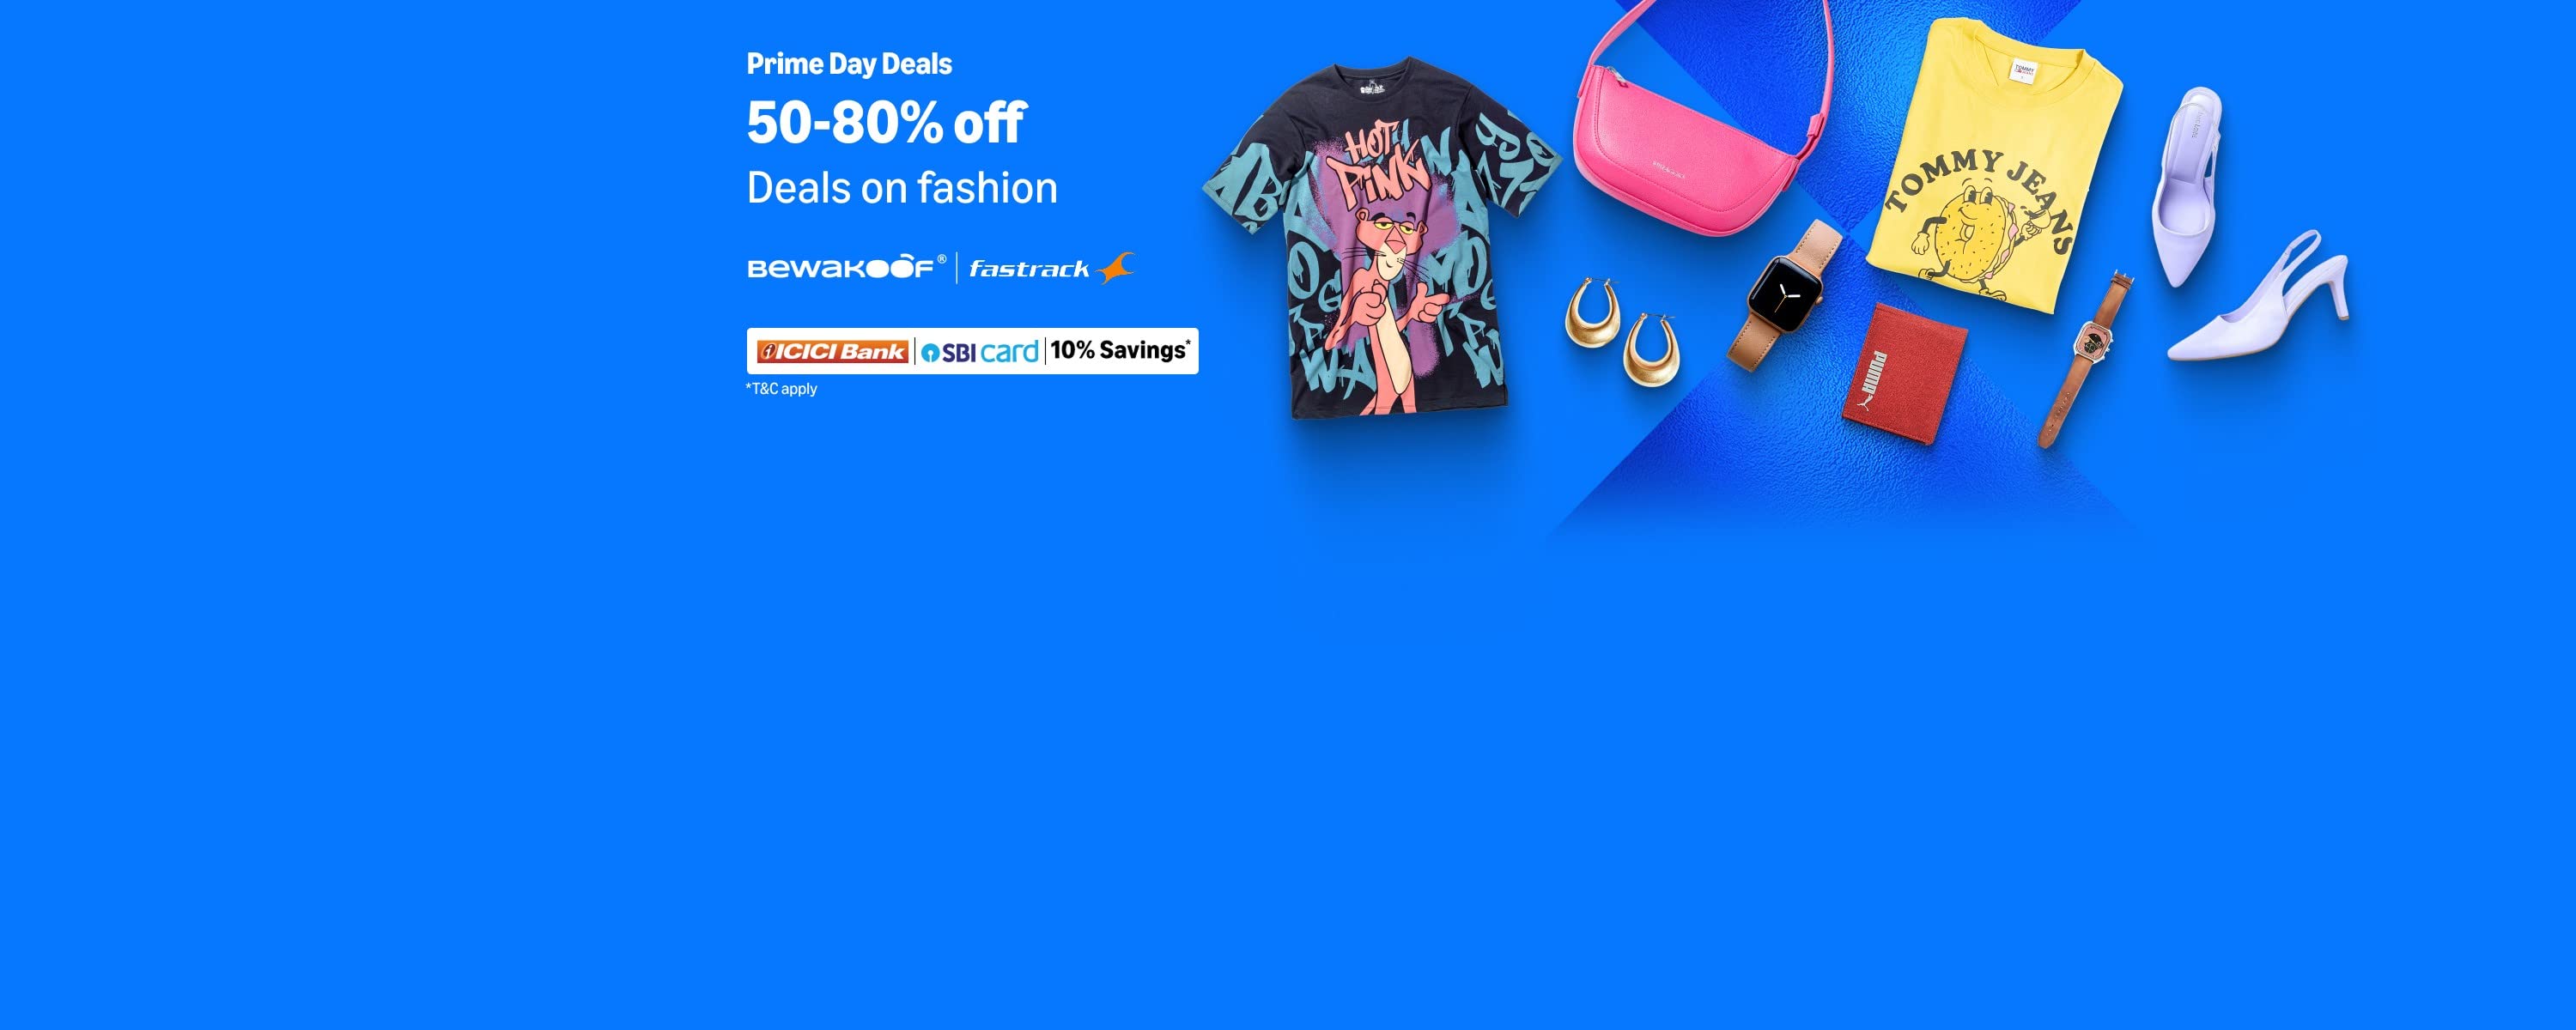 Prime Day Deals
50-80% off
Deals on fashion
BEWAKOOF® | fastrack
ICICI Bank | SBI card | 10% Savings*
*T&C apply
HOT
PINK
TOMMY
TOMMY JEANS
PUMA